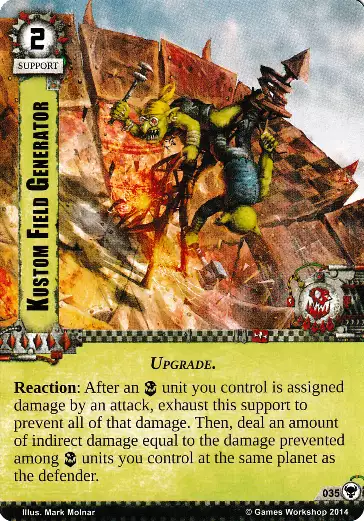 2
SUPPORT
KUSTOM FIELD GENERATOR
UPGRADE.
Reaction: After an unit you control is assigned
damage by an attack, exhaust this support to
prevent all of that damage. Then, deal an
amount of indirect damage equal to the damage prevented
among units you control at the same planet as
the defender.
035
Illus. Mark Molnar
© Games Workshop 2014